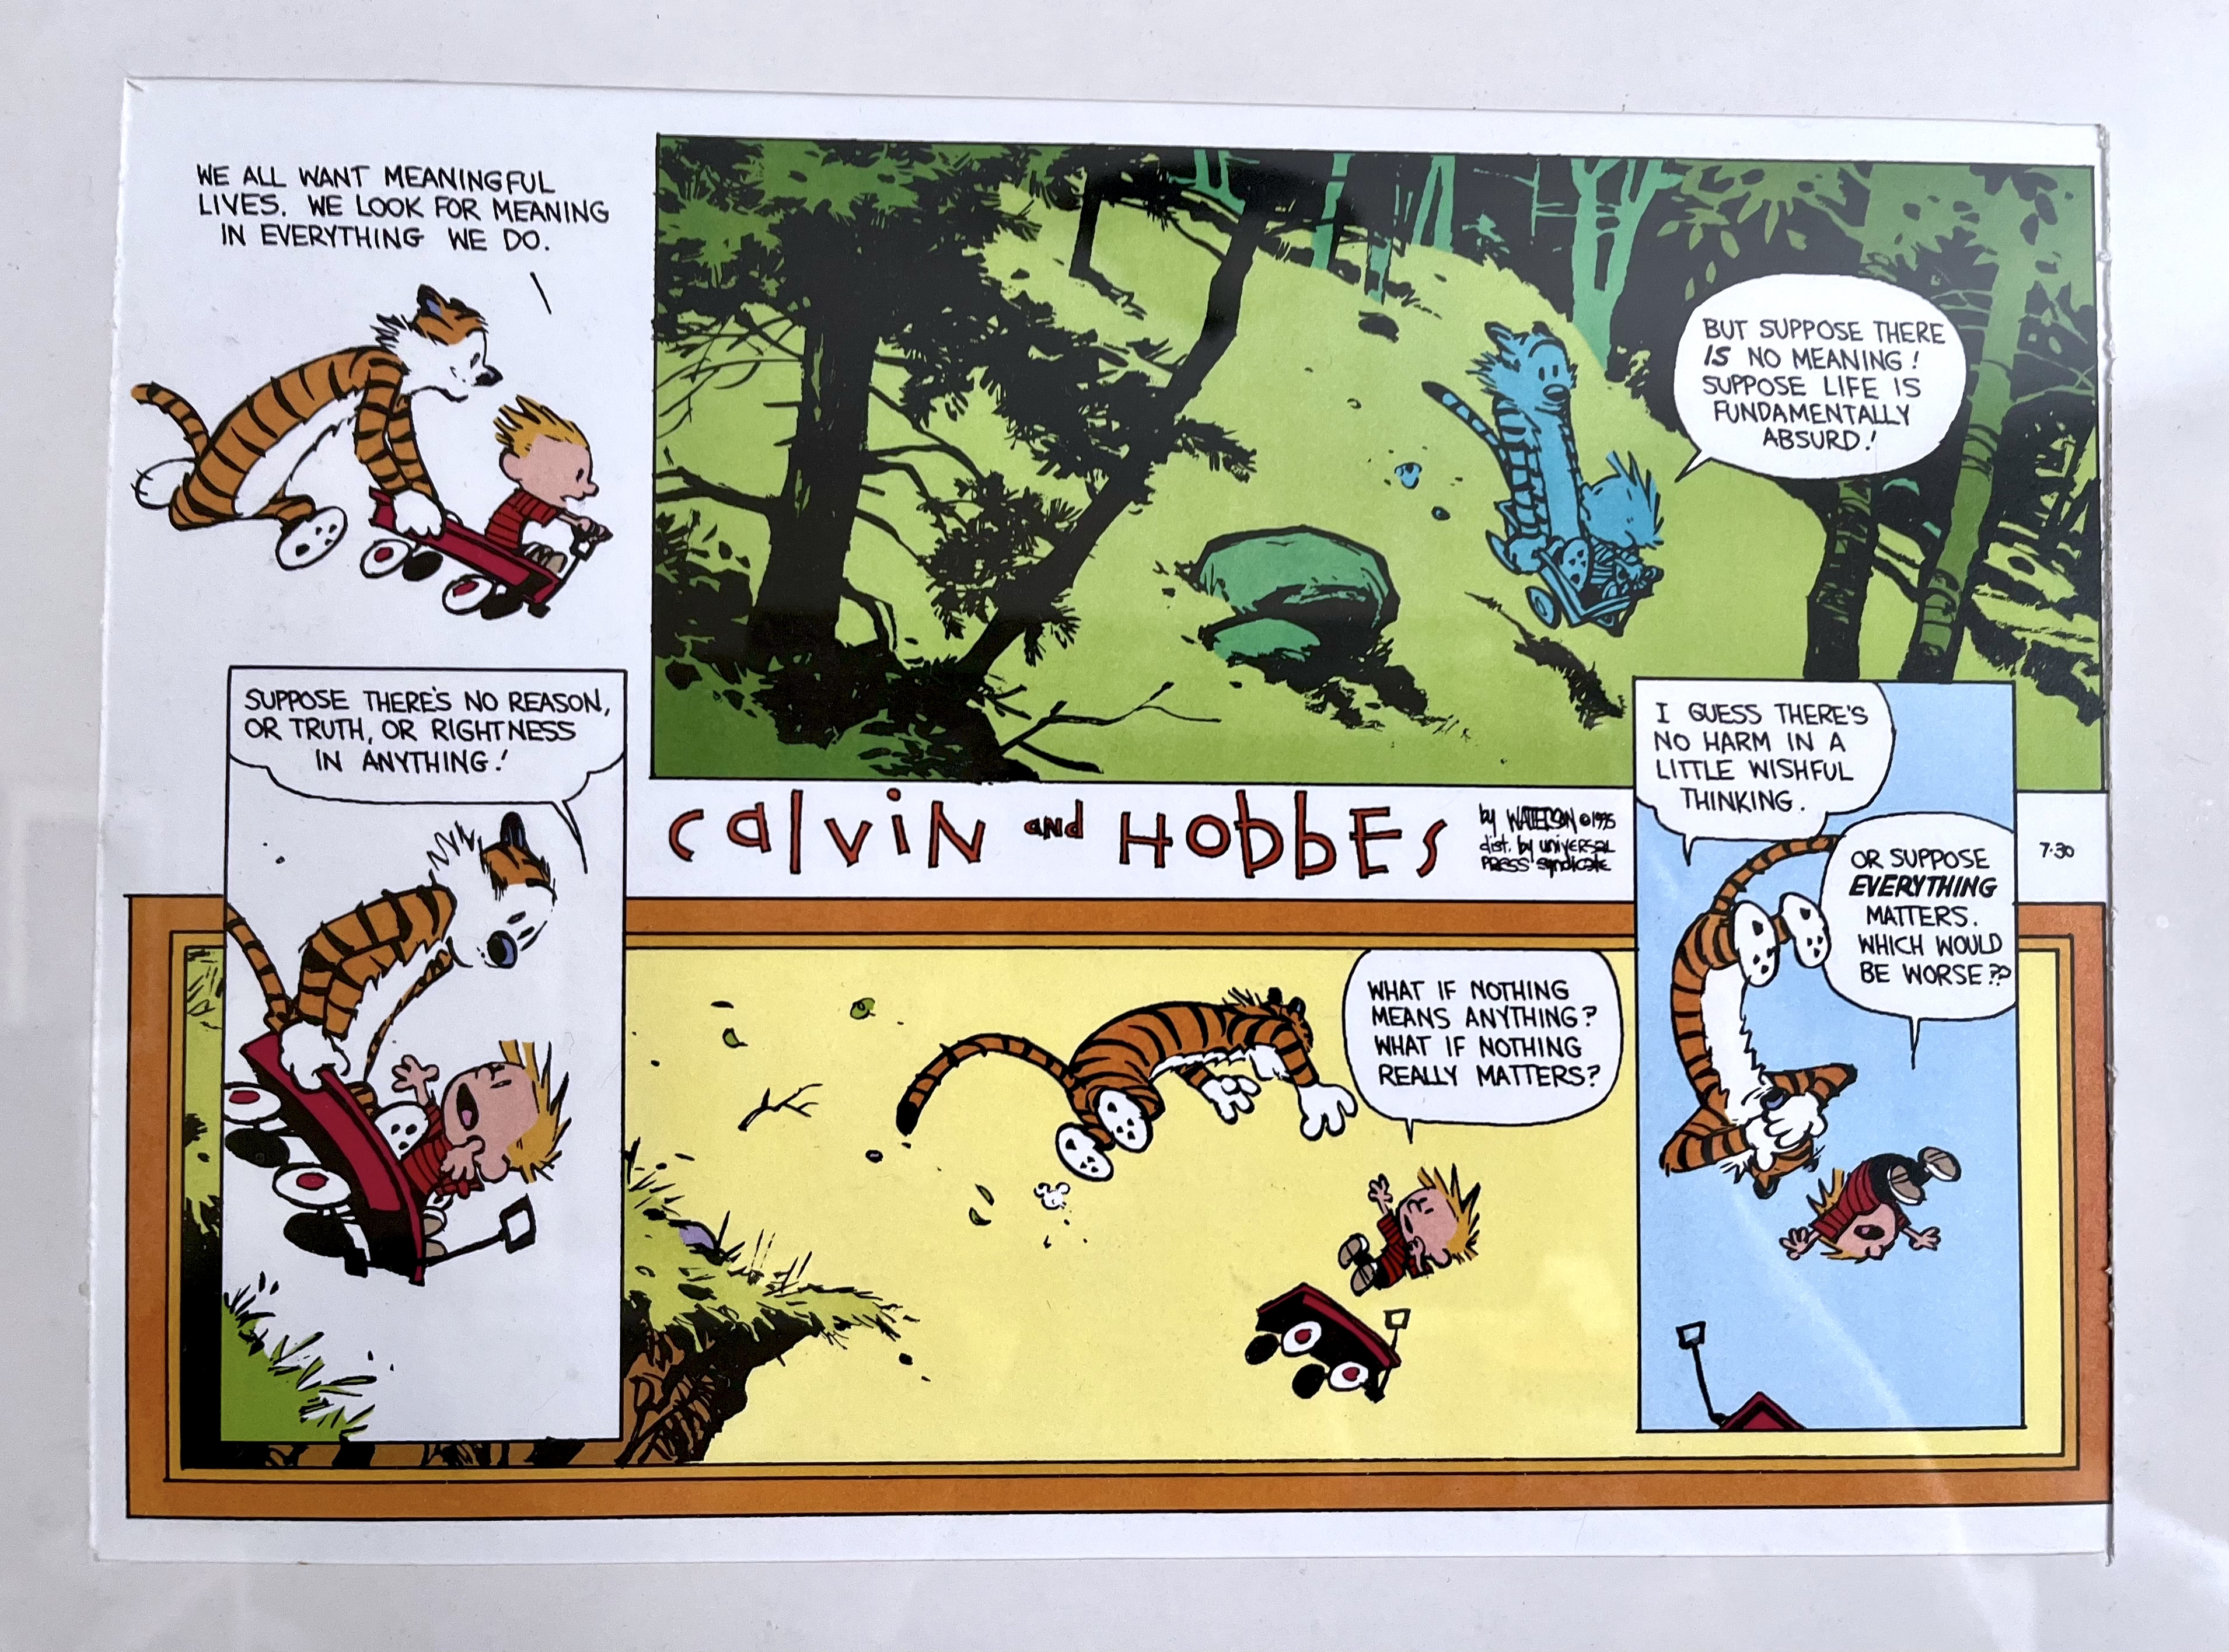 WE ALL WANT MEANINGFUL
LIVES. WE LOOK FOR MEANING
IN EVERYTHING WE DO.
BUT SUPPOSE THERE
IS NO MEANING!
SUPPOSE LIFE IS
FUNDAMENTALLY
ABSURD!
calvin and HobbEs
by WATTERSON © 1995
dist. by universal
PRESS syndicate
7·30
SUPPOSE THERE'S NO REASON,
OR TRUTH, OR RIGHTNESS
IN ANYTHING!
WHAT IF NOTHING
MEANS ANYTHING?
WHAT IF NOTHING
REALLY MATTERS?
I GUESS THERE'S
NO HARM IN A
LITTLE WISHFUL
THINKING.
OR SUPPOSE
EVERYTHING
MATTERS.
WHICH WOULD
BE WORSE??